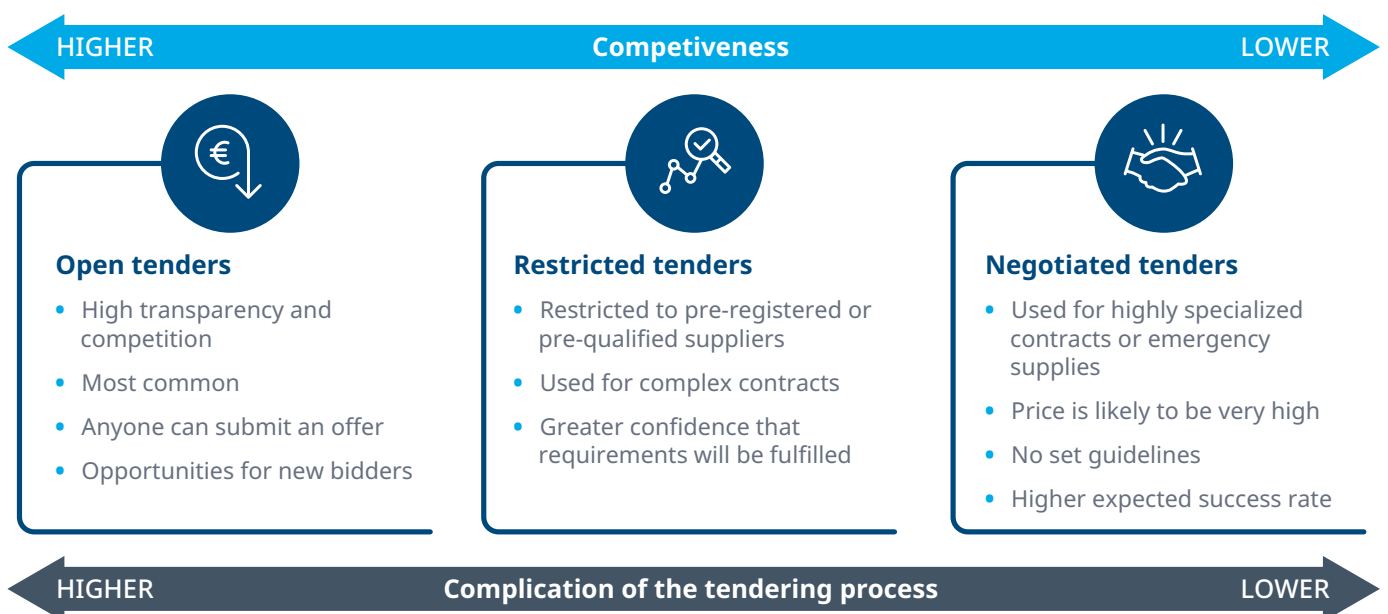 HIGHER Competiveness LOWER
€
Open tenders
• High transparency and
competition
• Most common
• Anyone can submit an offer
• Opportunities for new bidders
Restricted tenders
• Restricted to pre-registered or
pre-qualified suppliers
• Used for complex contracts
• Greater confidence that
requirements will be fulfilled
Negotiated tenders
• Used for highly specialized
contracts or emergency
supplies
• Price is likely to be very high
• No set guidelines
• Higher expected success rate
HIGHER Complication of the tendering process LOWER